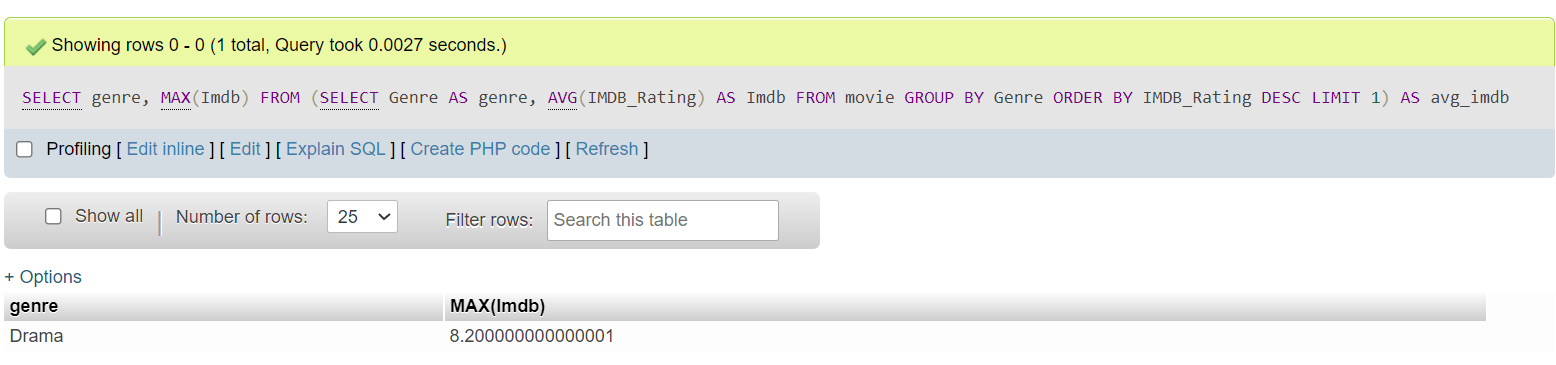 Showing rows 0 - 0 (1 total, Query took 0.0027 seconds.)
SELECT genre, MAX(Imdb) FROM (SELECT Genre AS genre, AVG(IMDB_Rating) AS Imdb FROM movie GROUP BY Genre ORDER BY IMDB_Rating DESC LIMIT 1) AS avg_imdb
Profiling [ Edit inline ] [ Edit ] [ Explain SQL ] [ Create PHP code ] [ Refresh ]
Show all | Number of rows: 25 Filter rows: Search this table
+ Options
genre MAX(Imdb)
Drama 8.200000000000001